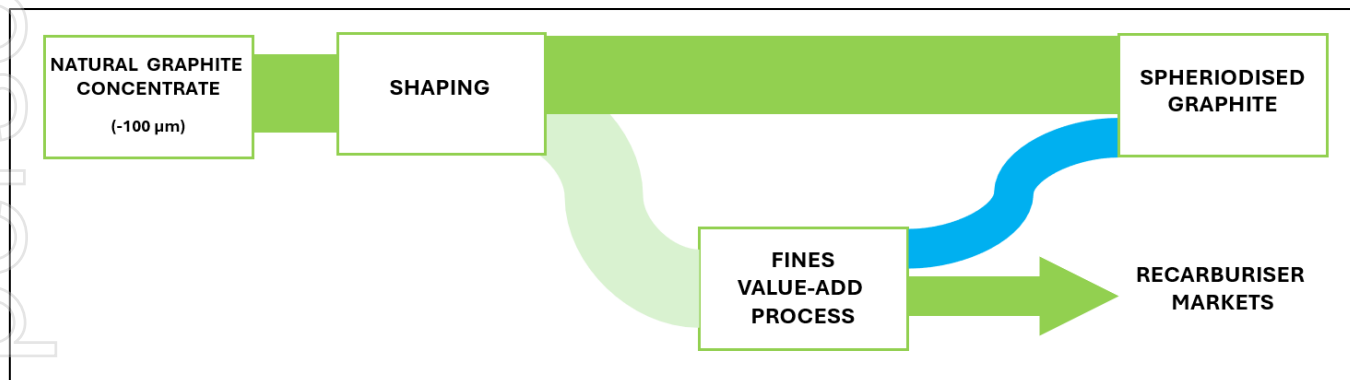 NATURAL GRAPHITE
CONCENTRATE
(-100 µm)
SHAPING
SPHERIODISED
GRAPHITE
FINES
VALUE-ADD
PROCESS
RECARBURISER
MARKETS